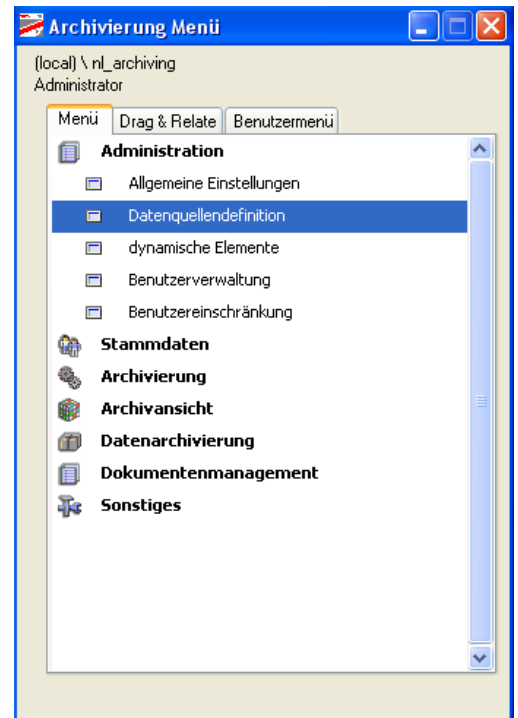 Archivierung Menü
(local) \ nl_archiving
Administrator
Menü Drag & Relate Benutzermenü
Administration
Allgemeine Einstellungen
Datenquellendefinition
dynamische Elemente
Benutzerverwaltung
Benutzereinschränkung
Stammdaten
Archivierung
Archivansicht
Datenarchivierung
Dokumentenmanagement
Sonstiges